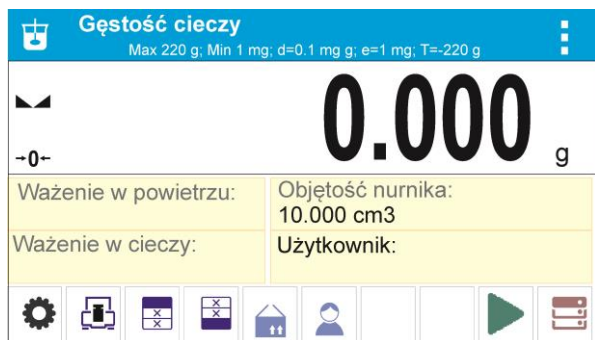 Gęstość cieczy
Max 220 g; Min 1 mg; d=0.1 mg g; e=1 mg; T=-220 g
→0←
0.000 g
Ważenie w powietrzu:
Objętość nurnika:
10.000 cm3
Ważenie w cieczy:
Użytkownik: